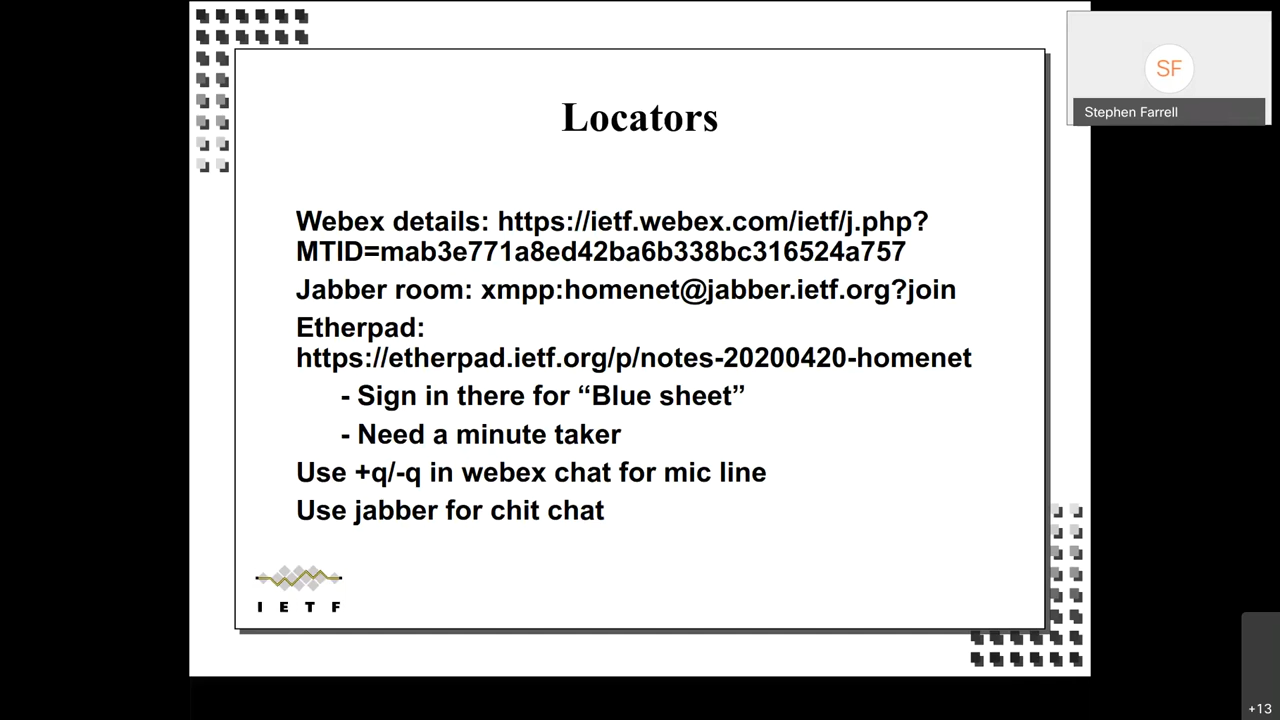 Locators
Webex details: https://ietf.webex.com/ietf/j.php?
MTID=mab3e771a8ed42ba6b338bc316524a757
Jabber room: xmpp:homenet@jabber.ietf.org?join
Etherpad:
https://etherpad.ietf.org/p/notes-20200420-homenet
- Sign in there for “Blue sheet”
- Need a minute taker
Use +q/-q in webex chat for mic line
Use jabber for chit chat
I E T F
SF
Stephen Farrell
+13